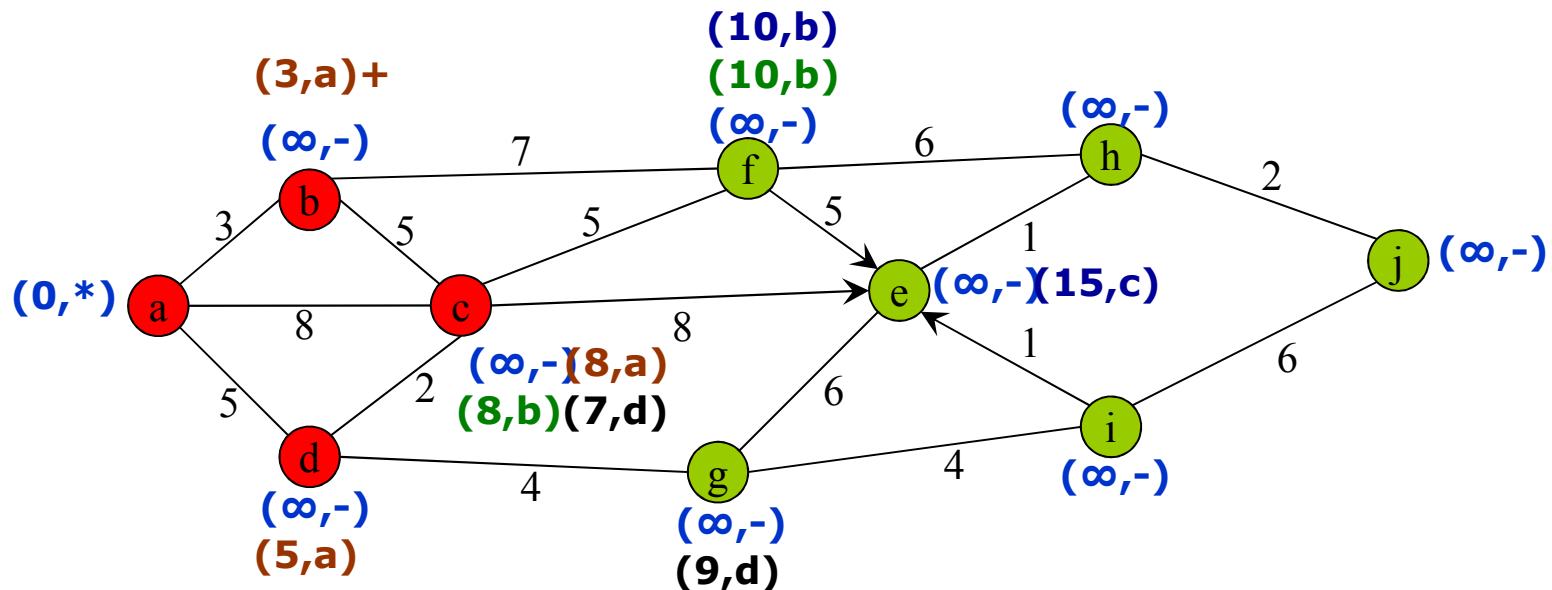 (10,b)
(3,a)+
(10,b)
(∞,-)
(∞,-)
(∞,-)
7
6
f
h
2
b
3
5
5
5
1
j
(∞,-)
(0,*)
a
c
e
(∞,-)(15,c)
8
8
1
(∞,-)(8,a)
6
5
2
6
(8,b)(7,d)
i
d
4
g
4
(∞,-)
(∞,-)
(∞,-)
(5,a)
(9,d)